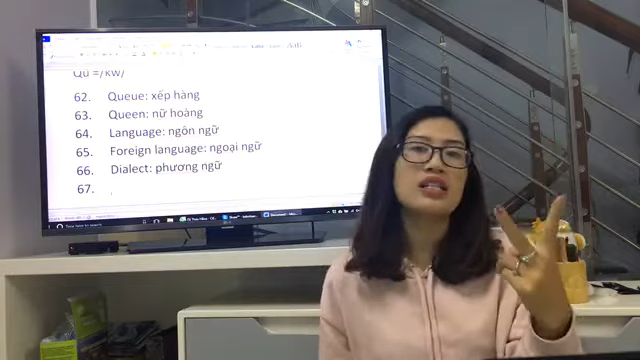 Qu =/kw/
62. Queue: xếp hàng
63. Queen: nữ hoàng
64. Language: ngôn ngữ
65. Foreign language: ngoại ngữ
66. Dialect: phương ngữ
67.